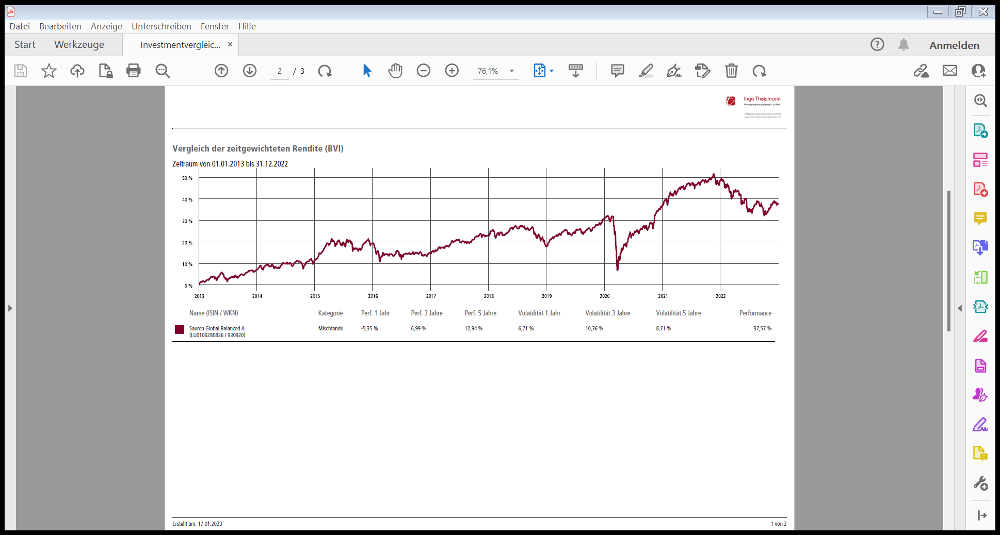 Datei Bearbeiten Anzeige Unterschreiben Fenster Hilfe
Start Werkzeuge Investmentvergleic... × Anmelden
2 / 3 76,1%
Ingo Theismann
Vermögensmanagement e. Kfm.
Vergleich der zeitgewichteten Rendite (BVI)
Zeitraum von 01.01.2013 bis 31.12.2022
50 %
40 %
30 %
20 %
10 %
0 %
2013 2014 2015 2016 2017 2018 2019 2020 2021 2022
Name (ISIN / WKN) Kategorie Perf. 1 Jahr Perf. 3 Jahre Perf. 5 Jahre Volatilität 1 Jahr Volatilität 3 Jahre Volatilität 5 Jahre Performance
Sauren Global Balanced A Mischfonds -5,35 % 6,99 % 12,94 % 6,71 % 10,36 % 8,71 % 37,57 %
(LU0106280836 / 930920)
Erstellt am: 17.01.2023 1 von 2